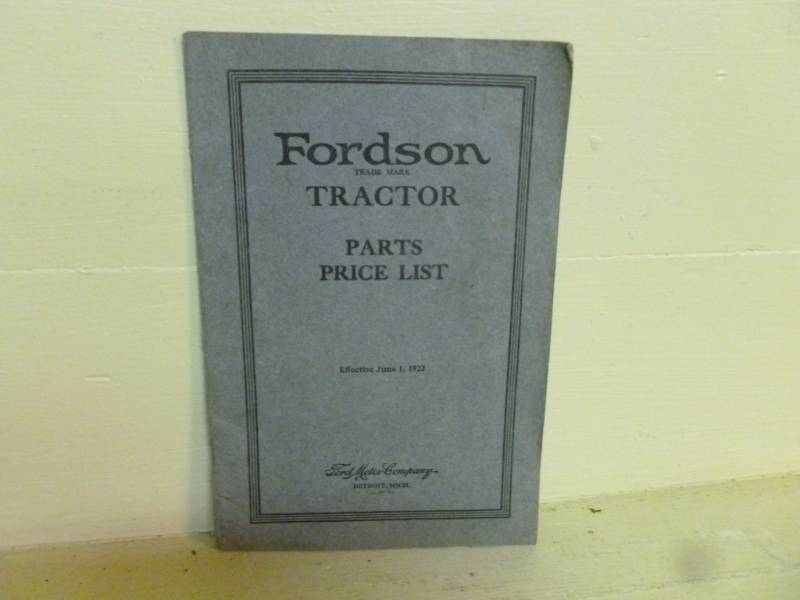 Fordson
TRADE MARK
TRACTOR
PARTS
PRICE LIST
Effective June 1, 1922
Ford Motor Company
DETROIT, MICH.